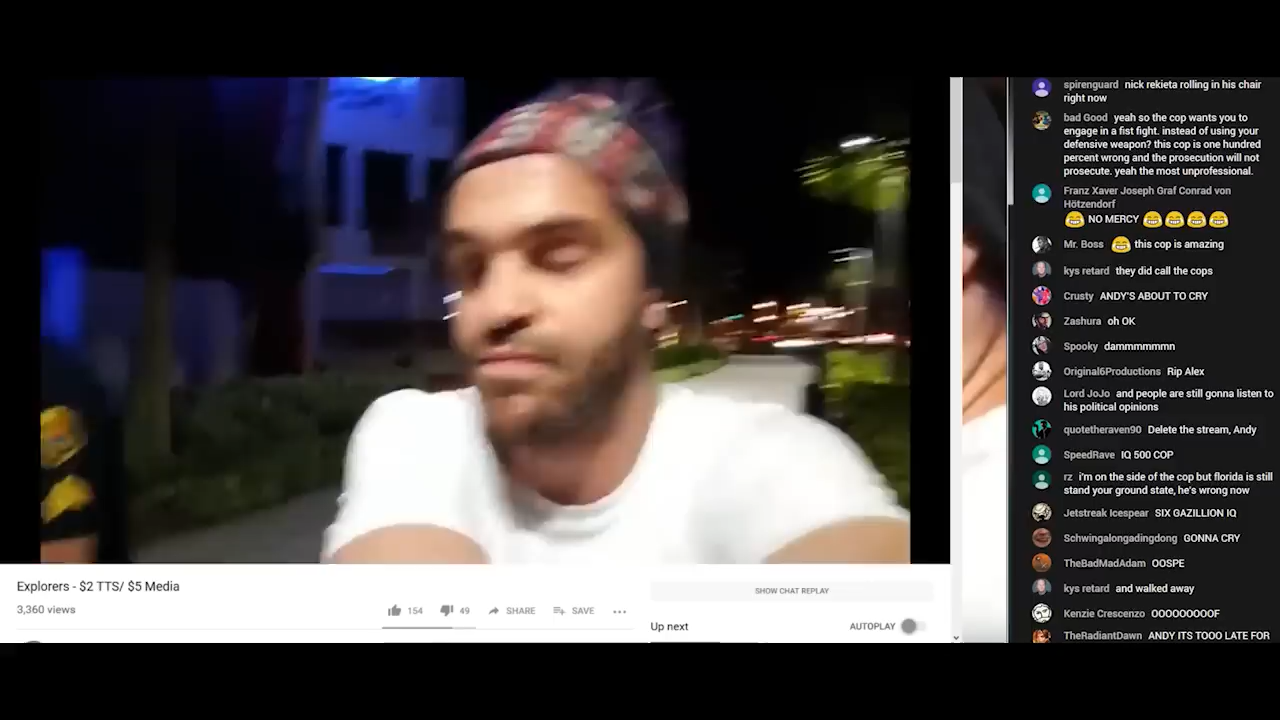 Explorers - $2 TTS/ $5 Media
3,360 views
154
49
SHARE
SAVE
SHOW CHAT REPLAY
Up next
AUTOPLAY
spirenguard nick rekieta rolling in his chair
right now
bad Good yeah so the cop wants you to
engage in a fist fight. instead of using your
defensive weapon? this cop is one hundred
percent wrong and the prosecution will not
prosecute. yeah the most unprofessional.
Franz Xaver Joseph Graf Conrad von
Hötzendorf
😂 NO MERCY 😂😂😂😂
Mr. Boss 😂 this cop is amazing
kys retard they did call the cops
Crusty ANDY'S ABOUT TO CRY
Zashura oh OK
Spooky dammmmmmn
Original6Productions Rip Alex
Lord JoJo and people are still gonna listen to
his political opinions
quotetheraven90 Delete the stream, Andy
SpeedRave IQ 500 COP
rz i'm on the side of the cop but florida is still
stand your ground state, he's wrong now
Jetstreak Icespear SIX GAZILLION IQ
Schwingalongadingdong GONNA CRY
TheBadMadAdam OOSPE
kys retard and walked away
Kenzie Crescenzo OOOOOOOOOF
TheRadiantDawn ANDY ITS TOOO LATE FOR